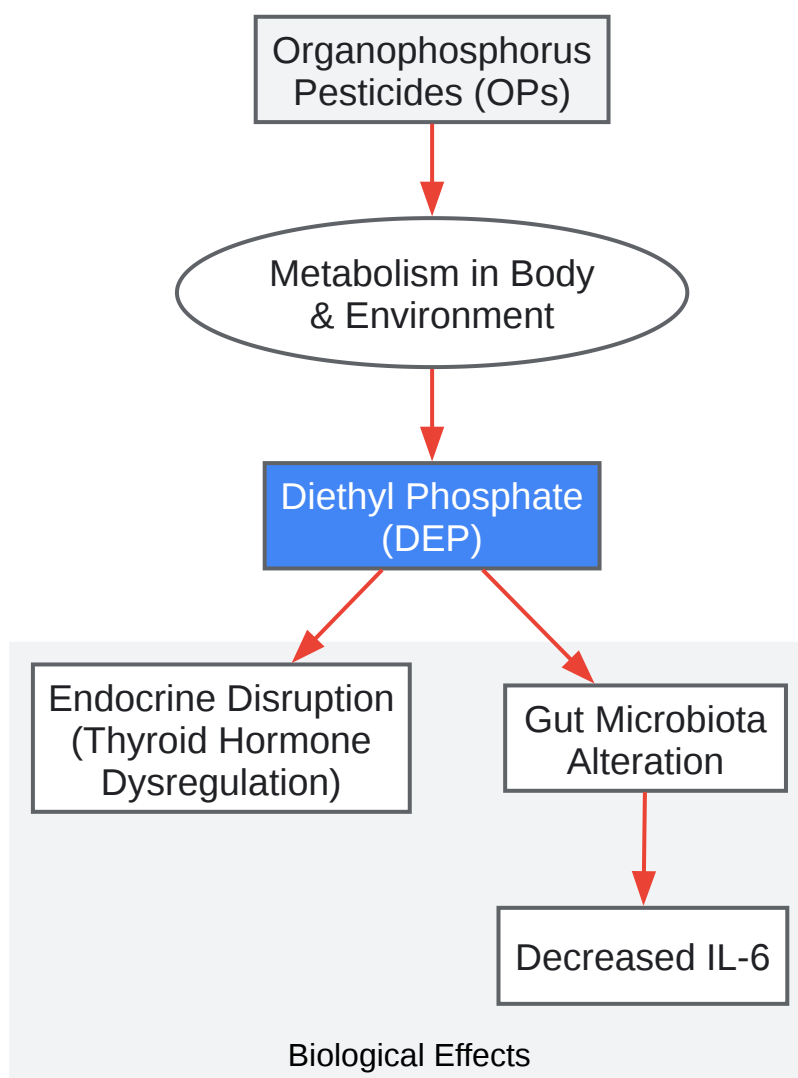 Organophosphorus
Pesticides (OPs)
Metabolism in Body
& Environment
Diethyl Phosphate
(DEP)
Endocrine Disruption
(Thyroid Hormone
Dysregulation)
Gut Microbiota
Alteration
Decreased IL-6
Biological Effects